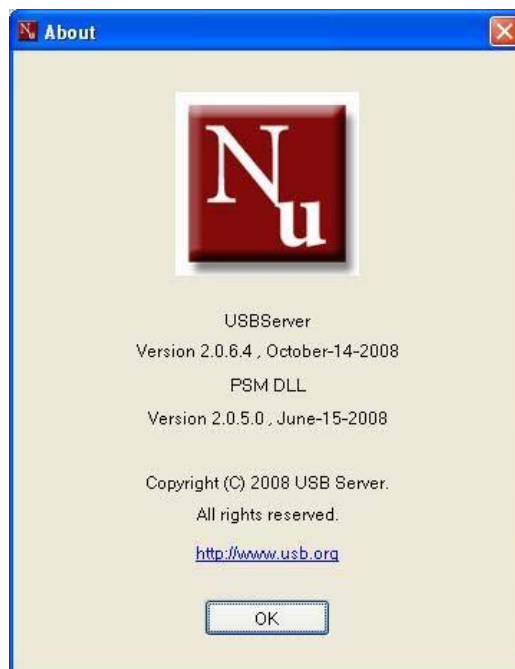 Nu About
Nu
USBServer
Version 2.0.6.4 , October-14-2008
PSM DLL
Version 2.0.5.0 , June-15-2008
Copyright (C) 2008 USB Server.
All rights reserved.
http://www.usb.org
OK